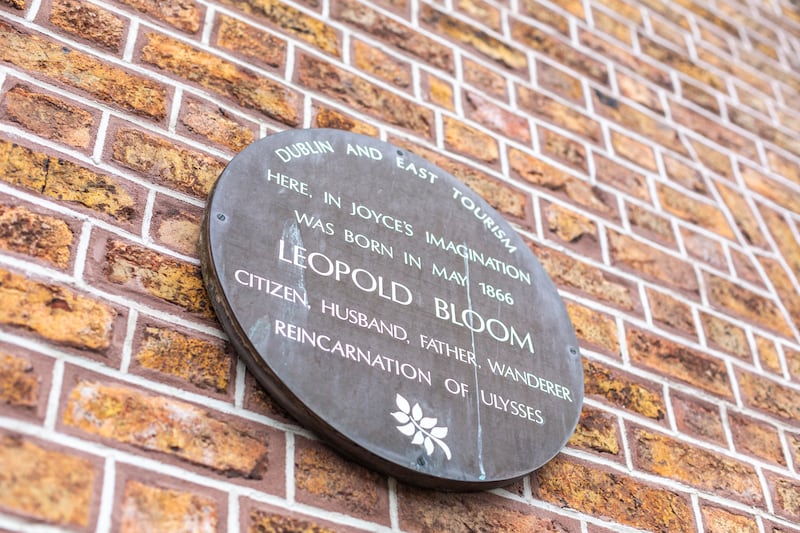 DUBLIN AND EAST TOURISM
HERE, IN JOYCE'S IMAGINATION
WAS BORN IN MAY 1866
LEOPOLD BLOOM
CITIZEN, HUSBAND, FATHER, WANDERER
REINCARNATION OF ULYSSES